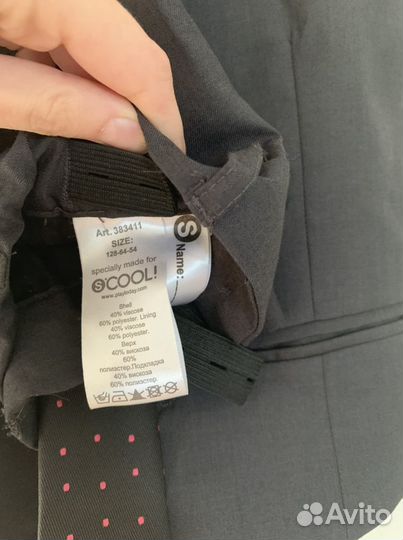 Art. 383411
SIZE:
128-64-54
specially made for
S'COOL!
www.playtoday.com
Shell
40% viscose
60% polyester. Lining
40% viscose
60% polyester.
Верх
40% вискоза
60%
полиэстер.Подкладка
40% вискоза
60% полиэстер.
S Name:
Avito